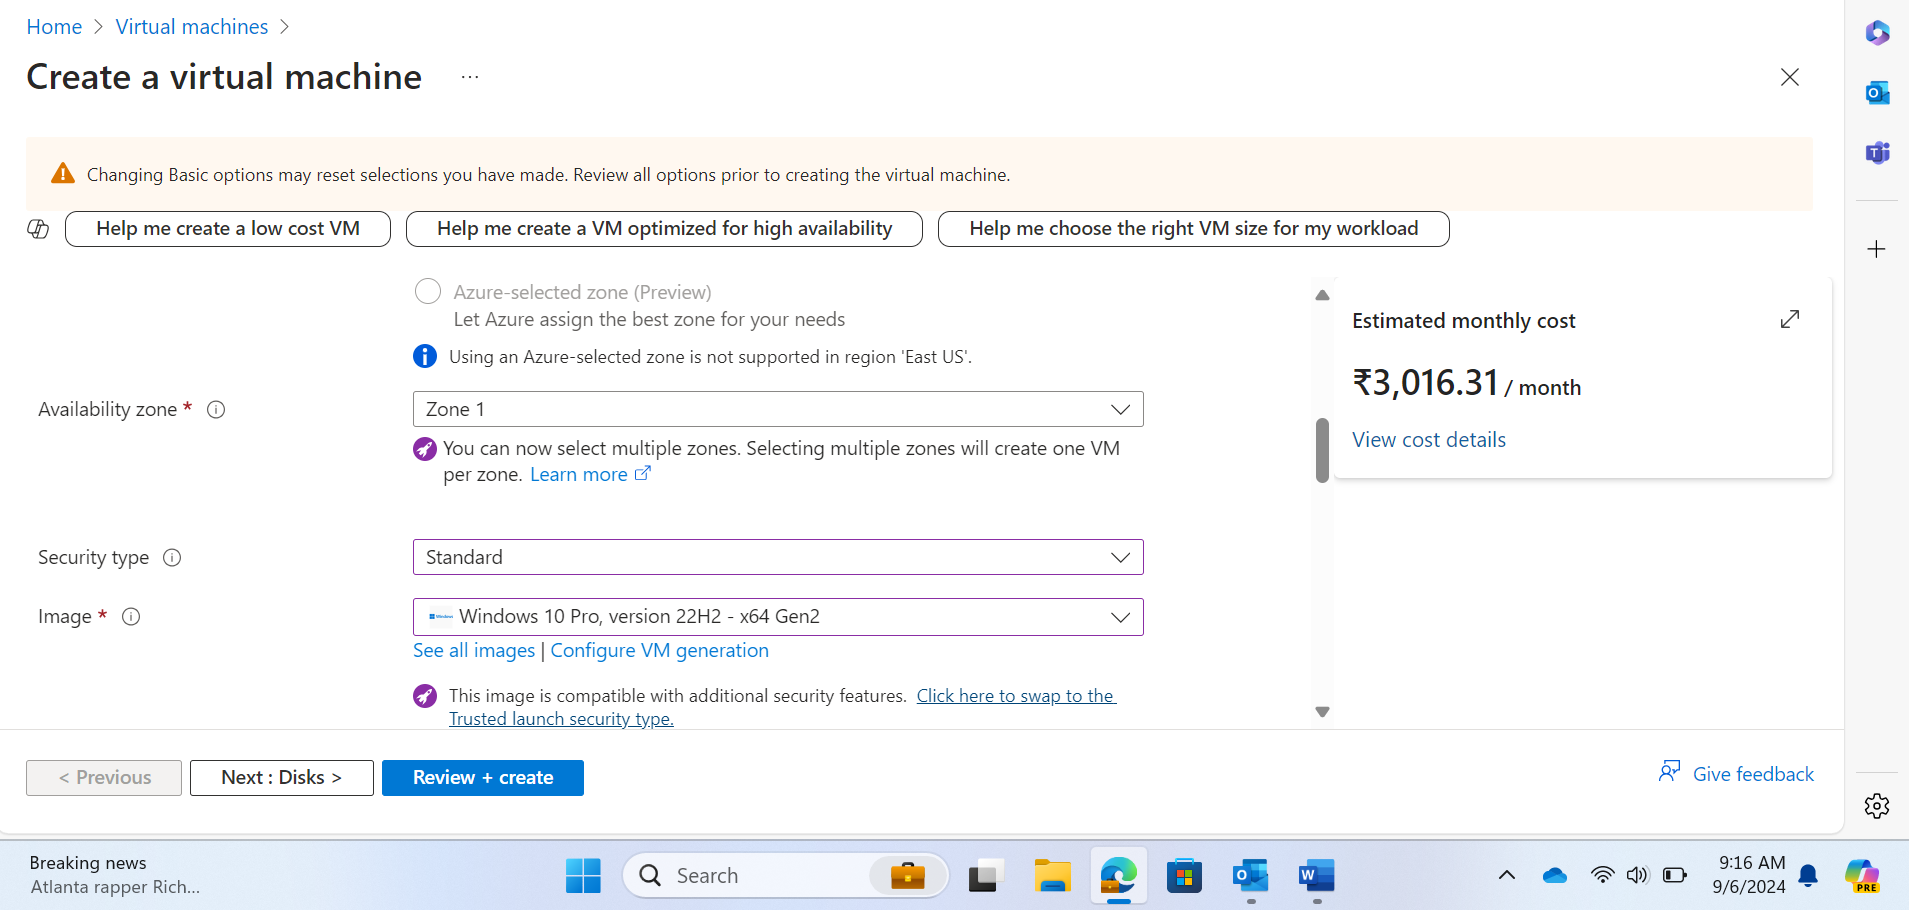 Home > Virtual machines >
Create a virtual machine ...
Changing Basic options may reset selections you have made. Review all options prior to creating the virtual machine.
Help me create a low cost VM
Help me create a VM optimized for high availability
Help me choose the right VM size for my workload
Azure-selected zone (Preview)
Let Azure assign the best zone for your needs
Using an Azure-selected zone is not supported in region 'East US'.
Availability zone *
Zone 1
You can now select multiple zones. Selecting multiple zones will create one VM
per zone. Learn more
Security type
Standard
Image *
Windows 10 Pro, version 22H2 - x64 Gen2
See all images | Configure VM generation
This image is compatible with additional security features. Click here to swap to the
Trusted launch security type.
Estimated monthly cost
₹3,016.31 / month
View cost details
< Previous
Next : Disks >
Review + create
Give feedback
Breaking news
Atlanta rapper Rich...
Search
9:16 AM
9/6/2024
PRE